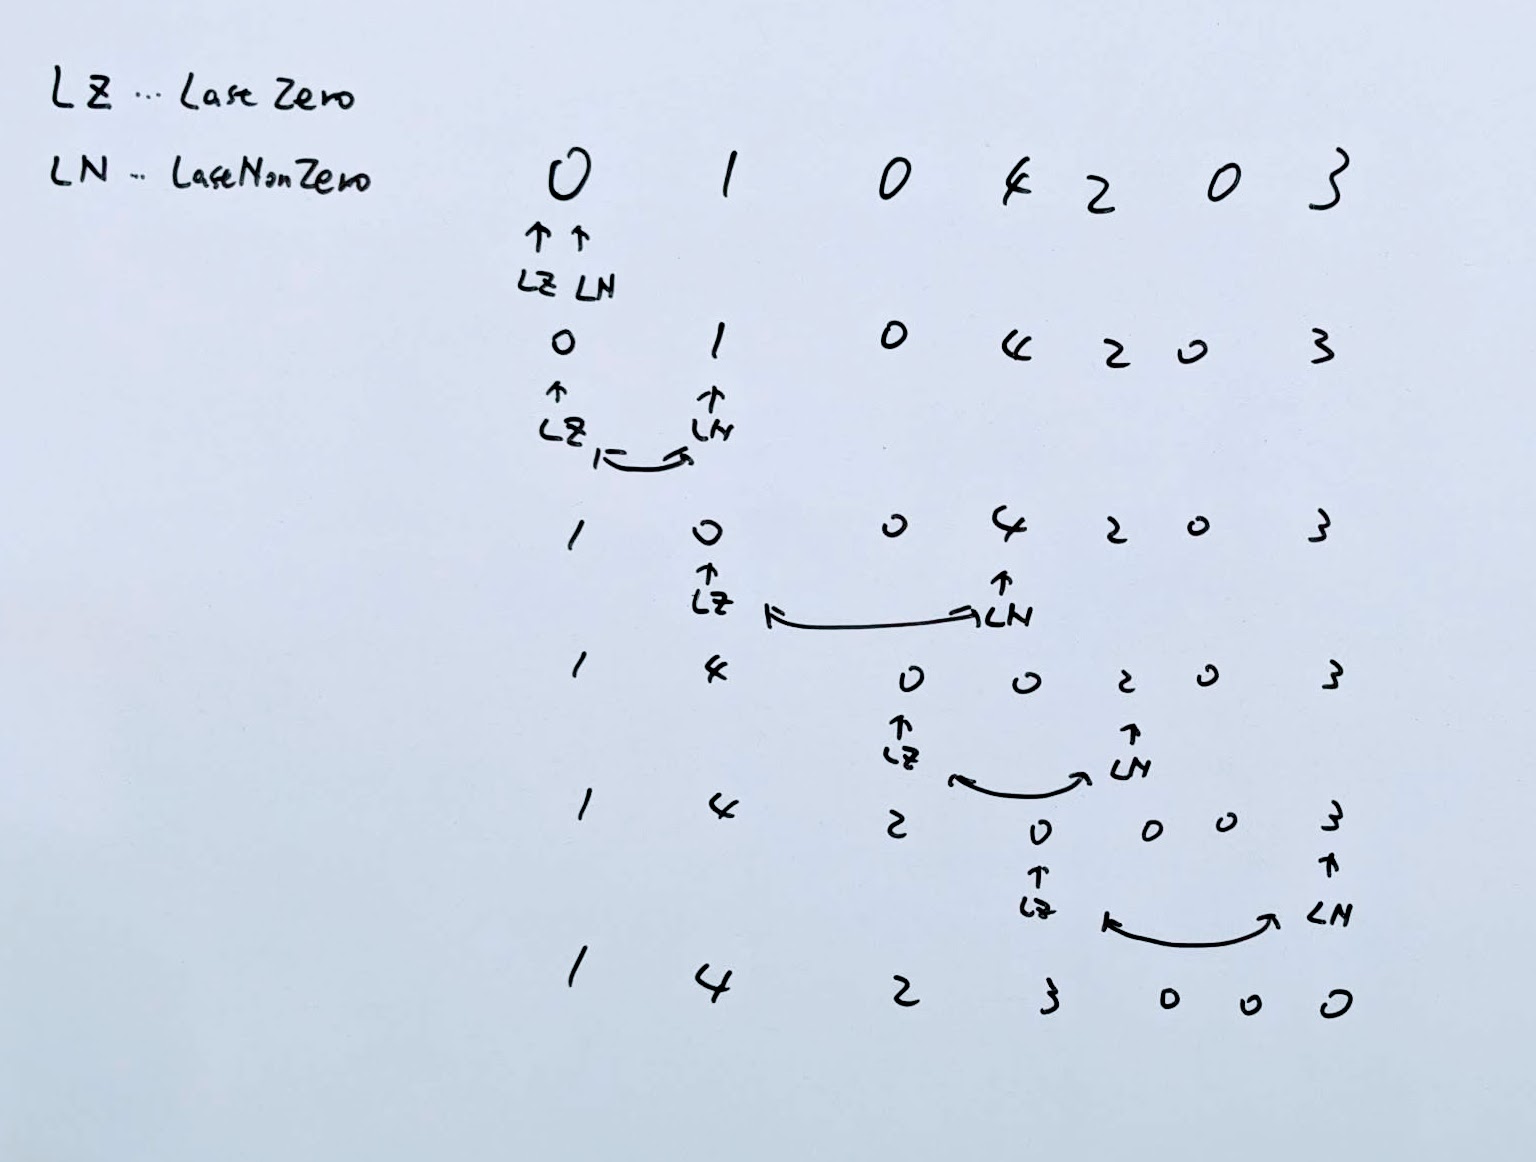 LZ ... Last Zero
LN .. LastNonZero
0 1 0 4 2 0 3
↑ ↑
LZ LN
0 1 0 4 2 0 3
↑ ↑
LZ LN
1 0 0 4 2 0 3
↑ ↑
LZ LN
1 4 0 0 2 0 3
↑ ↑
LZ LN
1 4 2 0 0 0 3
↑ ↑
LZ LN
1 4 2 3 0 0 0